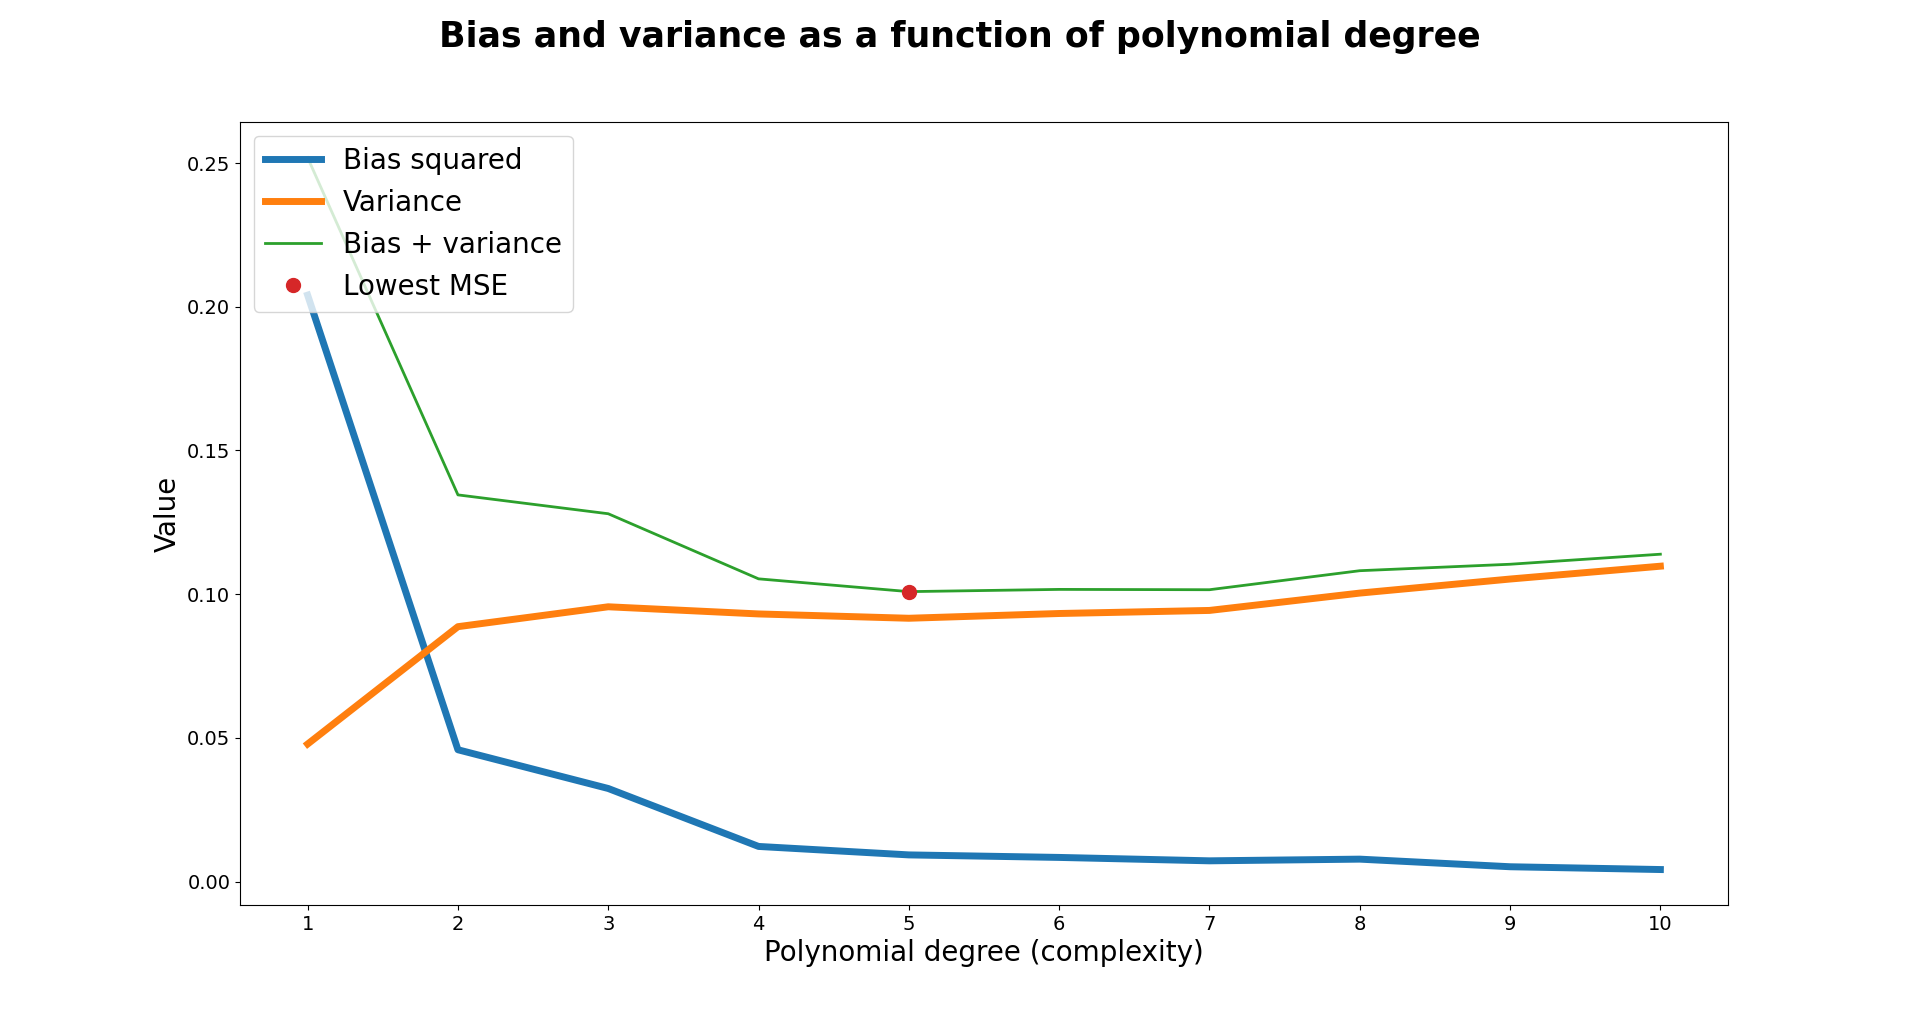 Bias and variance as a function of polynomial degree
Bias squared
Variance
Bias + variance
Lowest MSE
0.25
0.20
0.15
0.10
0.05
0.00
Value
1 2 3 4 5 6 7 8 9 10
Polynomial degree (complexity)